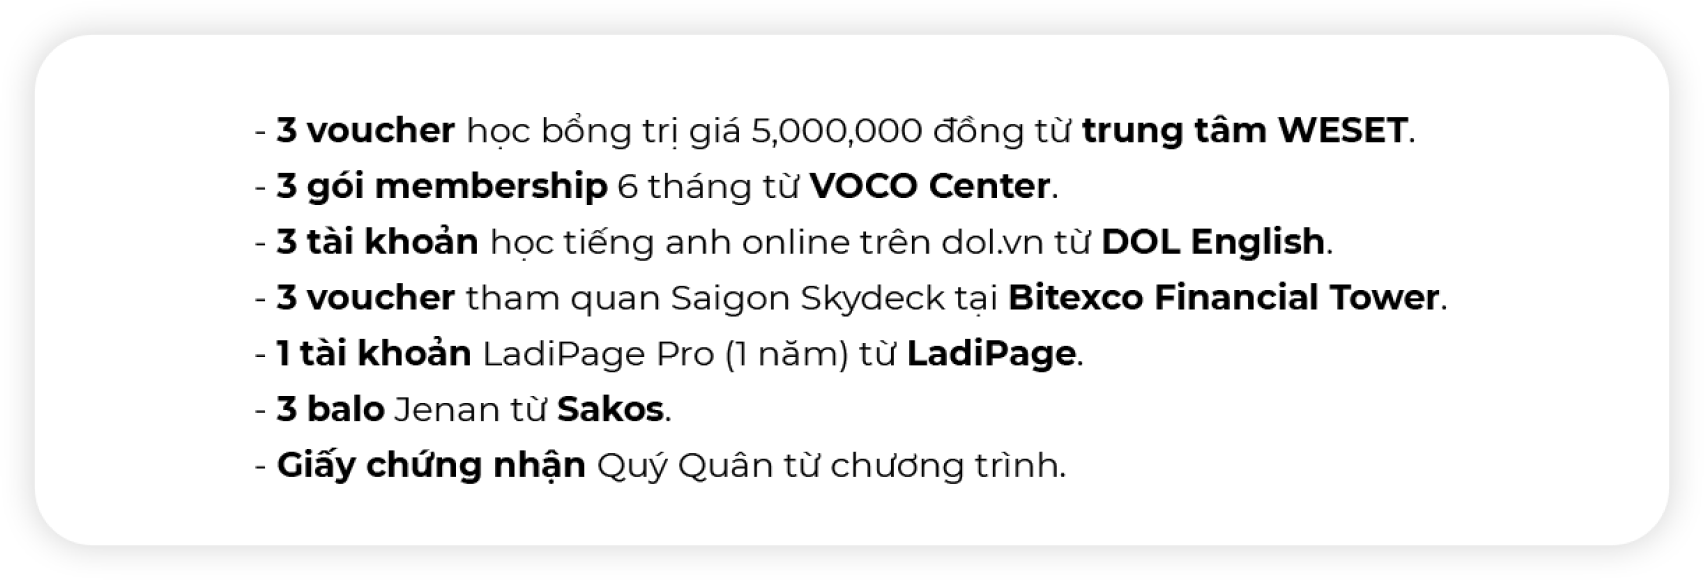 - 3 voucher học bổng trị giá 5,000,000 đồng từ trung tâm WESET.
- 3 gói membership 6 tháng từ VOCO Center.
- 3 tài khoản học tiếng anh online trên dol.vn từ DOL English.
- 3 voucher tham quan Saigon Skydeck tại Bitexco Financial Tower.
- 1 tài khoản LadiPage Pro (1 năm) từ LadiPage.
- 3 balo Jenan từ Sakos.
- Giấy chứng nhận Quý Quân từ chương trình.